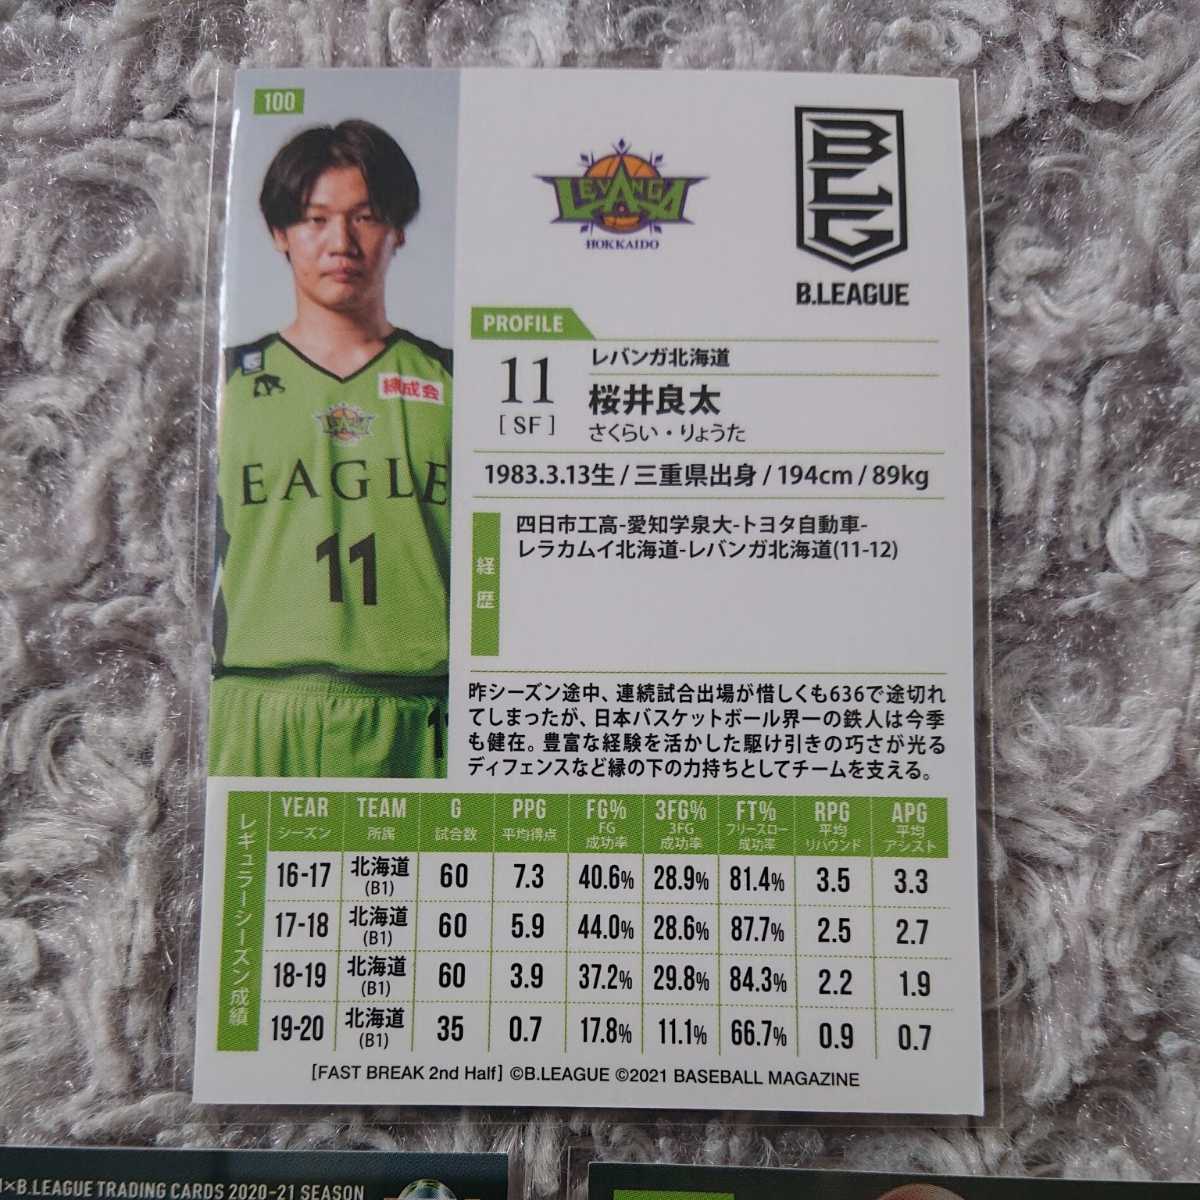 100
LEVANGA
HOKKAIDO
BLG
B.LEAGUE
練成会
EAGLE
11
PROFILE
11
[SF]
レバンガ北海道
桜井良太
さくらい・りょうた
1983.3.13生/三重県出身/194cm/89kg
経歴
四日市工高-愛知学泉大-トヨタ自動車-
レラカムイ北海道-レバンガ北海道(11-12)
昨シーズン途中、連続試合出場が惜しくも636で途切れ
てしまったが、日本バスケットボール界一の鉄人は今季
も健在。豊富な経験を活かした駆け引きの巧さが光る
ディフェンスなど縁の下の力持ちとしてチームを支える。
レギュラーシーズン成績
YEAR TEAM G PPG FG% 3FG% FT% RPG APG
シーズン 所属 試合数 平均得点 FG成功率 3FG成功率 フリースロー成功率 平均リバウンド 平均アシスト
16-17 北海道(B1) 60 7.3 40.6% 28.9% 81.4% 3.5 3.3
17-18 北海道(B1) 60 5.9 44.0% 28.6% 87.7% 2.5 2.7
18-19 北海道(B1) 60 3.9 37.2% 29.8% 84.3% 2.2 1.9
19-20 北海道(B1) 35 0.7 17.8% 11.1% 66.7% 0.9 0.7
[FAST BREAK 2nd Half] ©B.LEAGUE ©2021 BASEBALL MAGAZINE
×B.LEAGUE TRADING CARDS 2020-21 SEASON